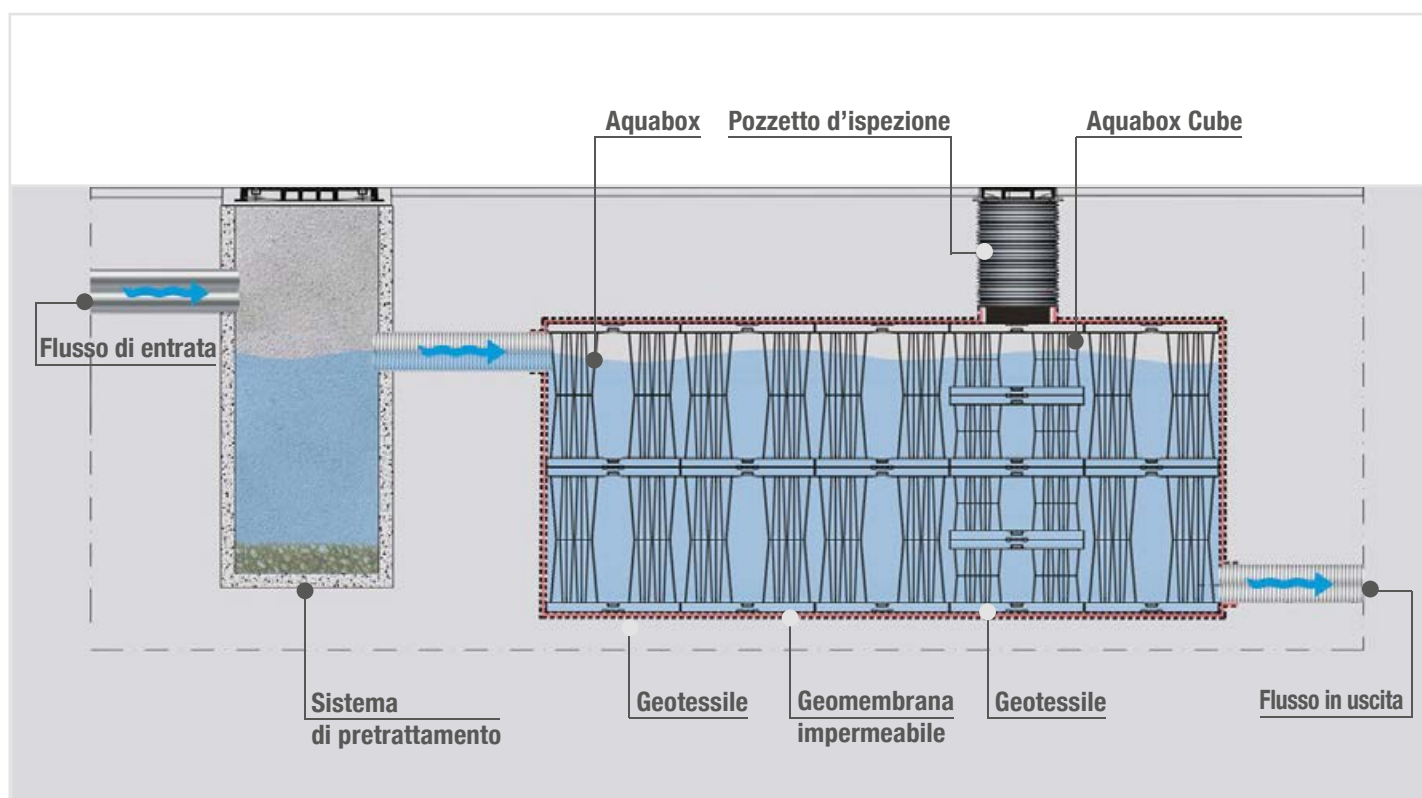 Aquabox
Pozzetto d’ispezione
Aquabox Cube
Flusso di entrata
Sistema
di pretrattamento
Geotessile
Geomembrana
impermeabile
Geotessile
Flusso in uscita